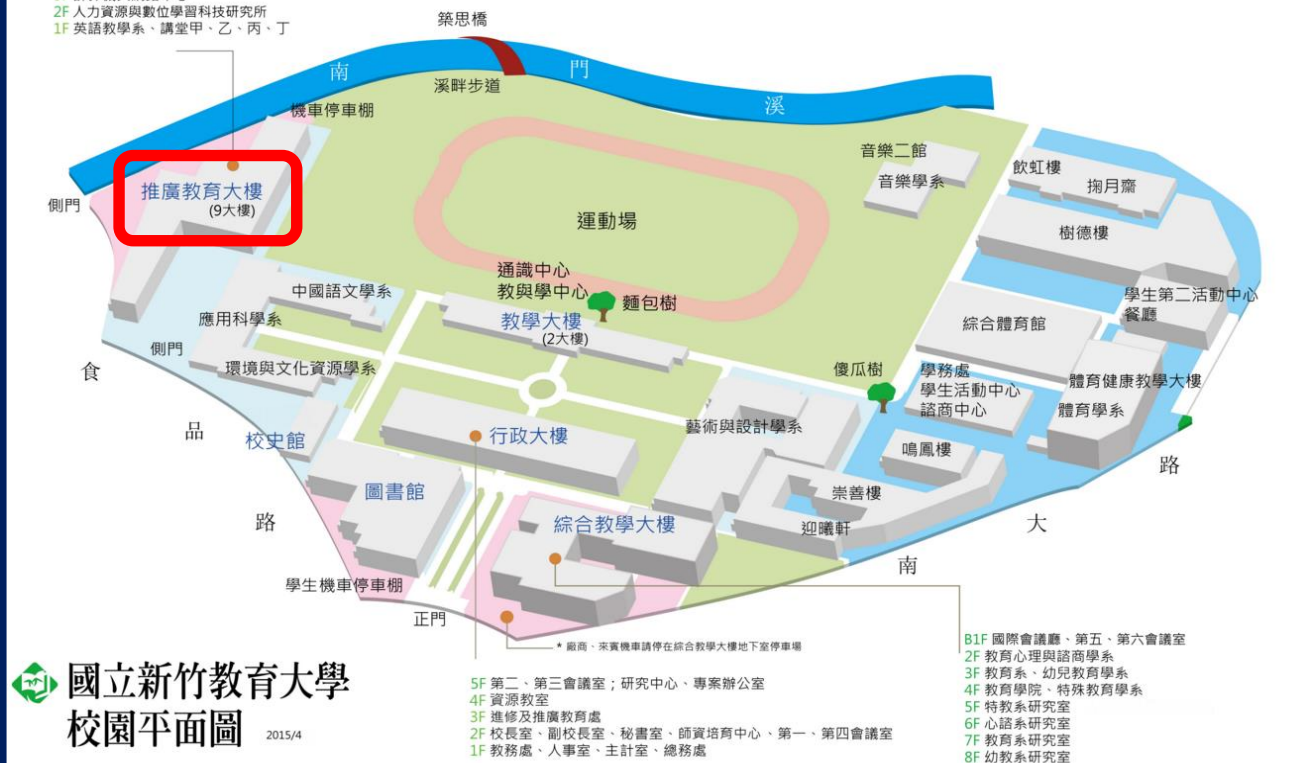 2F 人力資源與數位學習科技研究所
1F 英語教學系、講堂甲、乙、丙、丁
築思橋
南
門
溪
溪畔步道
機車停車棚
推廣教育大樓
(9大樓)
側門
音樂二館
音樂學系
飲虹樓
掬月齋
樹德樓
運動場
通識中心
教與學中心
麵包樹
教學大樓
(2大樓)
中國語文學系
應用科學系
側門
環境與文化資源學系
學生第二活動中心
餐廳
綜合體育館
傻瓜樹
學務處
學生活動中心
諮商中心
體育健康教學大樓
體育學系
食
品
路
校史館
行政大樓
藝術與設計學系
鳴鳳樓
圖書館
崇善樓
綜合教學大樓
迎曦軒
南
大
路
學生機車停車棚
正門
* 廠商、來賓機車請停在綜合教學大樓地下室停車場
5F 第二、第三會議室；研究中心、專案辦公室
4F 資源教室
3F 進修及推廣教育處
2F 校長室、副校長室、秘書室、師資培育中心、第一、第四會議室
1F 教務處、人事室、主計室、總務處
B1F 國際會議廳、第五、第六會議室
2F 教育心理與諮商學系
3F 教育系、幼兒教育學系
4F 教育學院、特殊教育學系
5F 特教系研究室
6F 心諮系研究室
7F 教育系研究室
8F 幼教系研究室
國立新竹教育大學
校園平面圖
2015/4